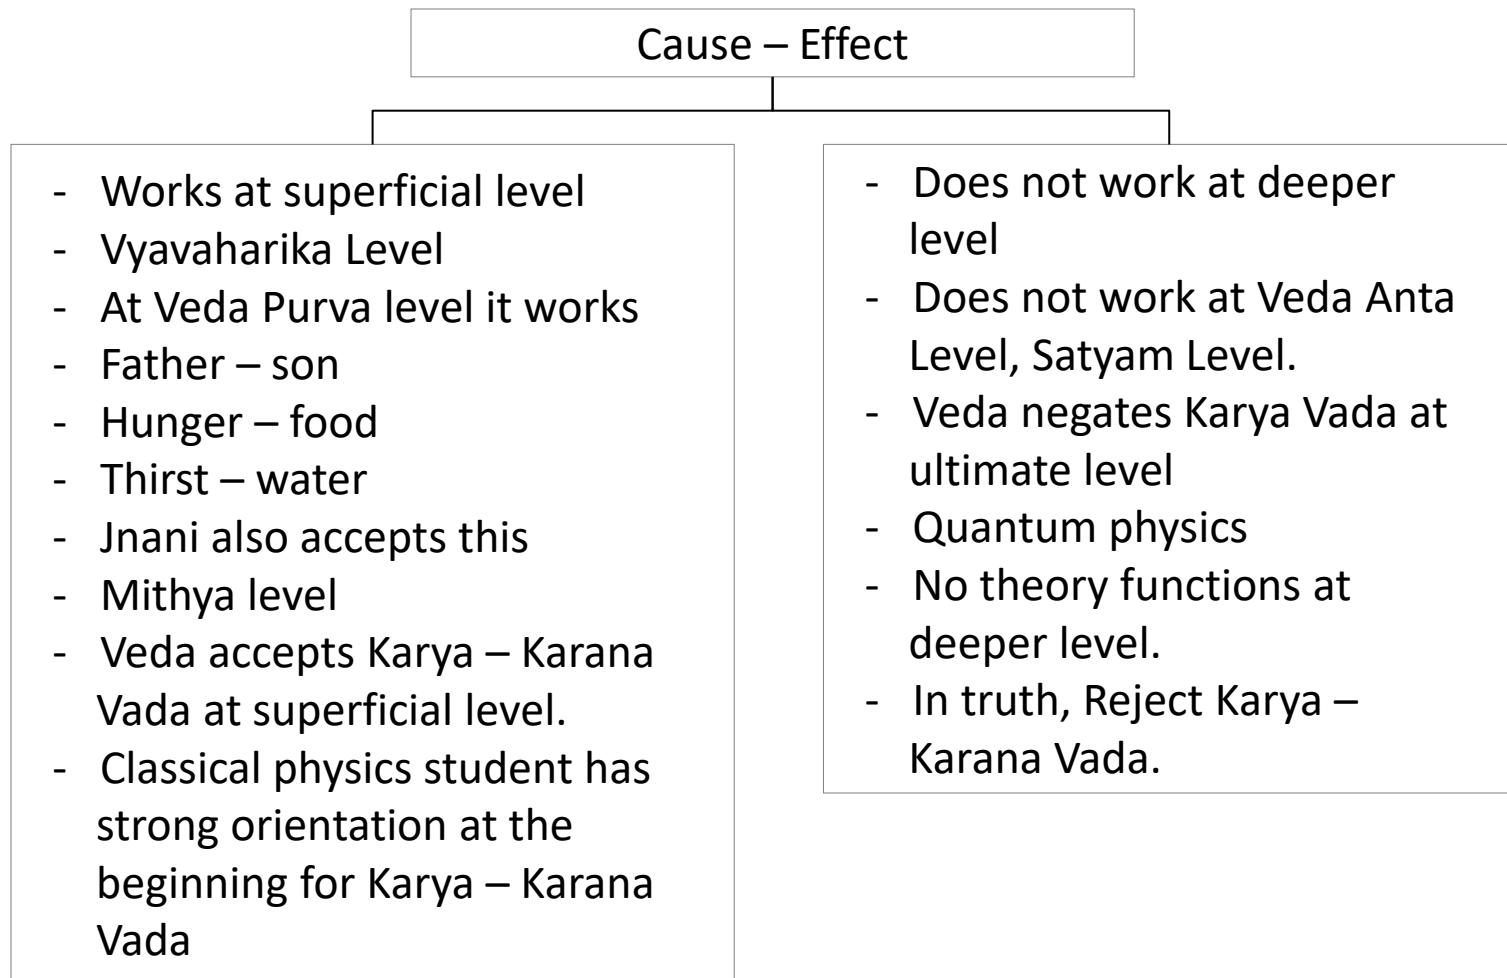 Cause – Effect
- Works at superficial level
- Vyavaharika Level
- At Veda Purva level it works
- Father – son
- Hunger – food
- Thirst – water
- Jnani also accepts this
- Mithya level
- Veda accepts Karya – Karana
Vada at superficial level.
- Classical physics student has
strong orientation at the
beginning for Karya – Karana
Vada
- Does not work at deeper
level
- Does not work at Veda Anta
Level, Satyam Level.
- Veda negates Karya Vada at
ultimate level
- Quantum physics
- No theory functions at
deeper level.
- In truth, Reject Karya –
Karana Vada.